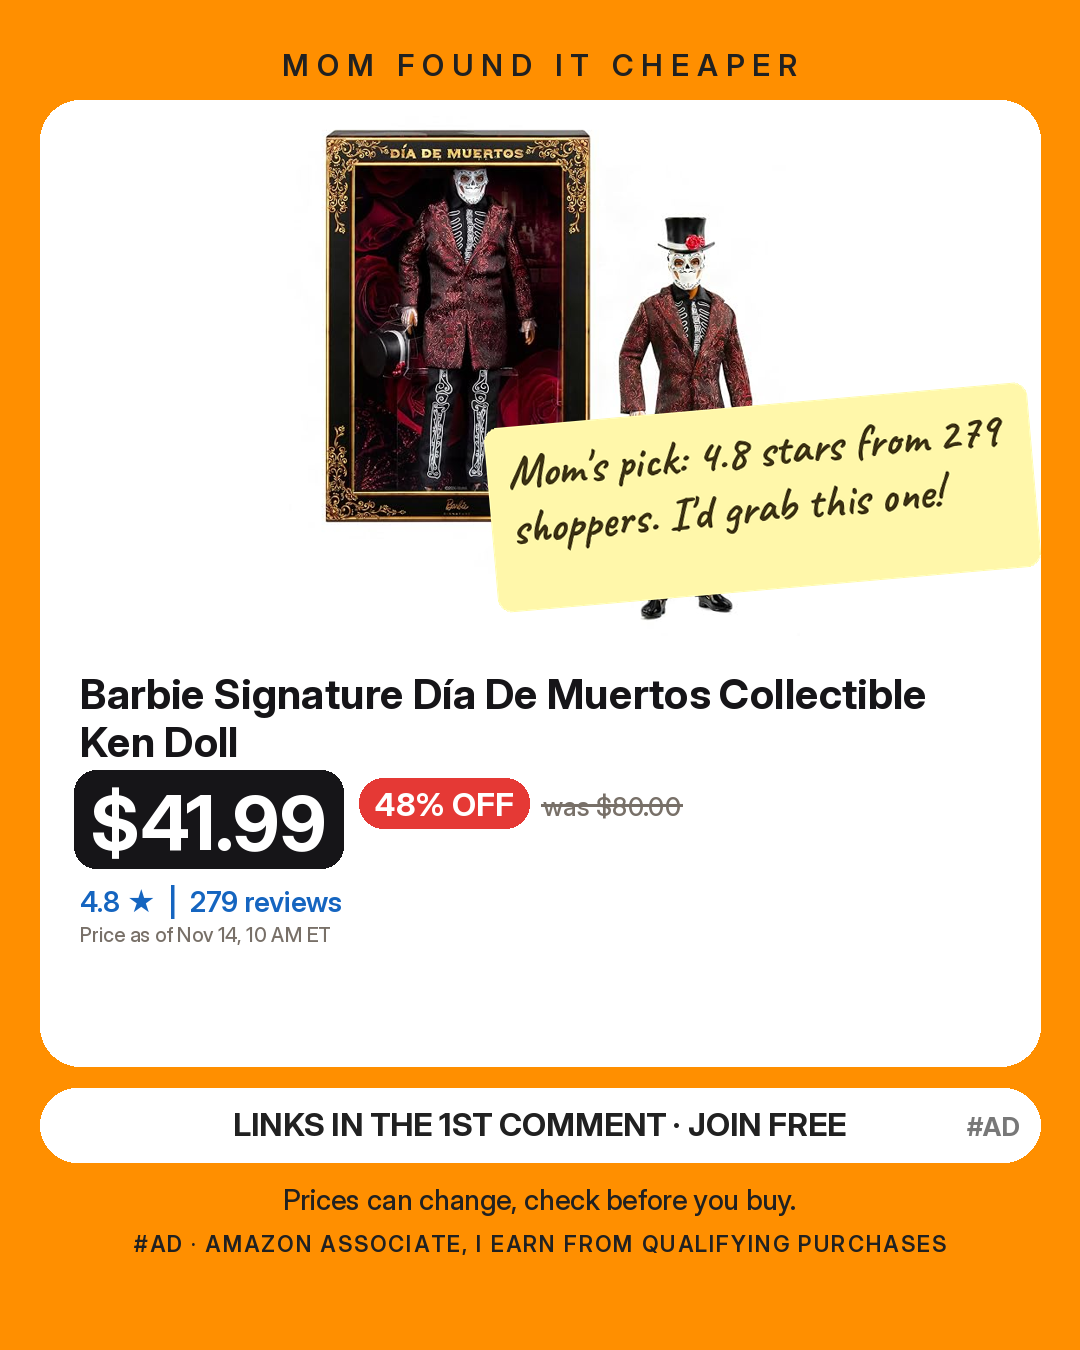 MOM FOUND IT CHEAPER
DÍA DE MUERTOS
Barbie
Mom's pick: 4.8 stars from 279
shoppers. I'd grab this one!
Barbie Signature Día De Muertos Collectible
Ken Doll
$41.99
48% OFF
was $80.00
4.8 ★ | 279 reviews
Price as of Nov 14, 10 AM ET
LINKS IN THE 1ST COMMENT · JOIN FREE
#AD
Prices can change, check before you buy.
#AD · AMAZON ASSOCIATE, I EARN FROM QUALIFYING PURCHASES